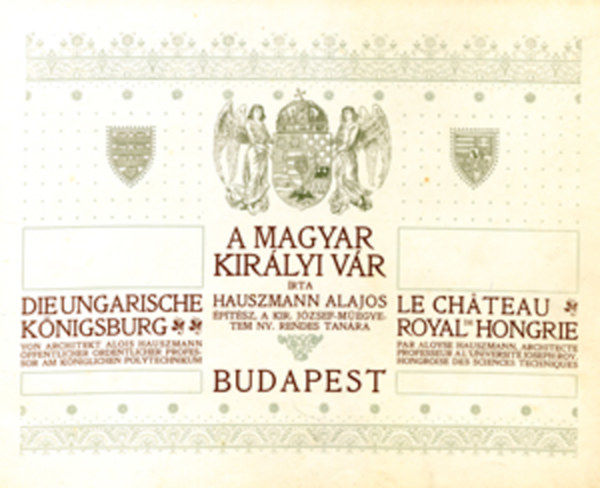 A MAGYAR
KIRÁLYI VÁR
IRTA
HAUSZMANN ALAJOS
ÉPITÉSZ, A KIR. JÓZSEF-MŰEGYE-
TEM NY. RENDES TANÁRA
BUDAPEST
DIE UNGARISCHE
KÖNIGSBURG
VON ARCHITEKT ALOIS HAUSZMANN
ÖFFENTLICHER ORDENTLICHER PROFES-
SOR AM KÖNIGLICHEN POLYTECHNIKUM
LE CHÂTEAU
ROYAL DE HONGRIE
PAR ALOYSE HAUSZMANN, ARCHITECTE
PROFESSEUR A L'UNIVERSITÉ JOSEPH ROY.
HONGROISE DES SCIENCES TECHNIQUES